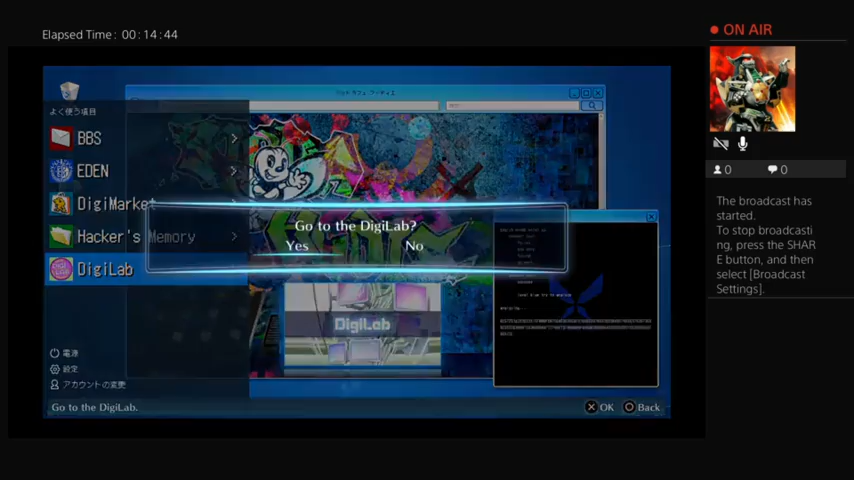 Elapsed Time: 00:14:44
ON AIR
よく使う項目
BBS
EDEN
DigiMarket
Hacker's Memory
DigiLab
Go to the DigiLab?
Yes
No
DigiLab
電源
設定
アカウントの変更
Go to the DigiLab.
OK
Back
0
0
The broadcast has
started.
To stop broadcasti
ng, press the SHAR
E button, and then
select [Broadcast
Settings].